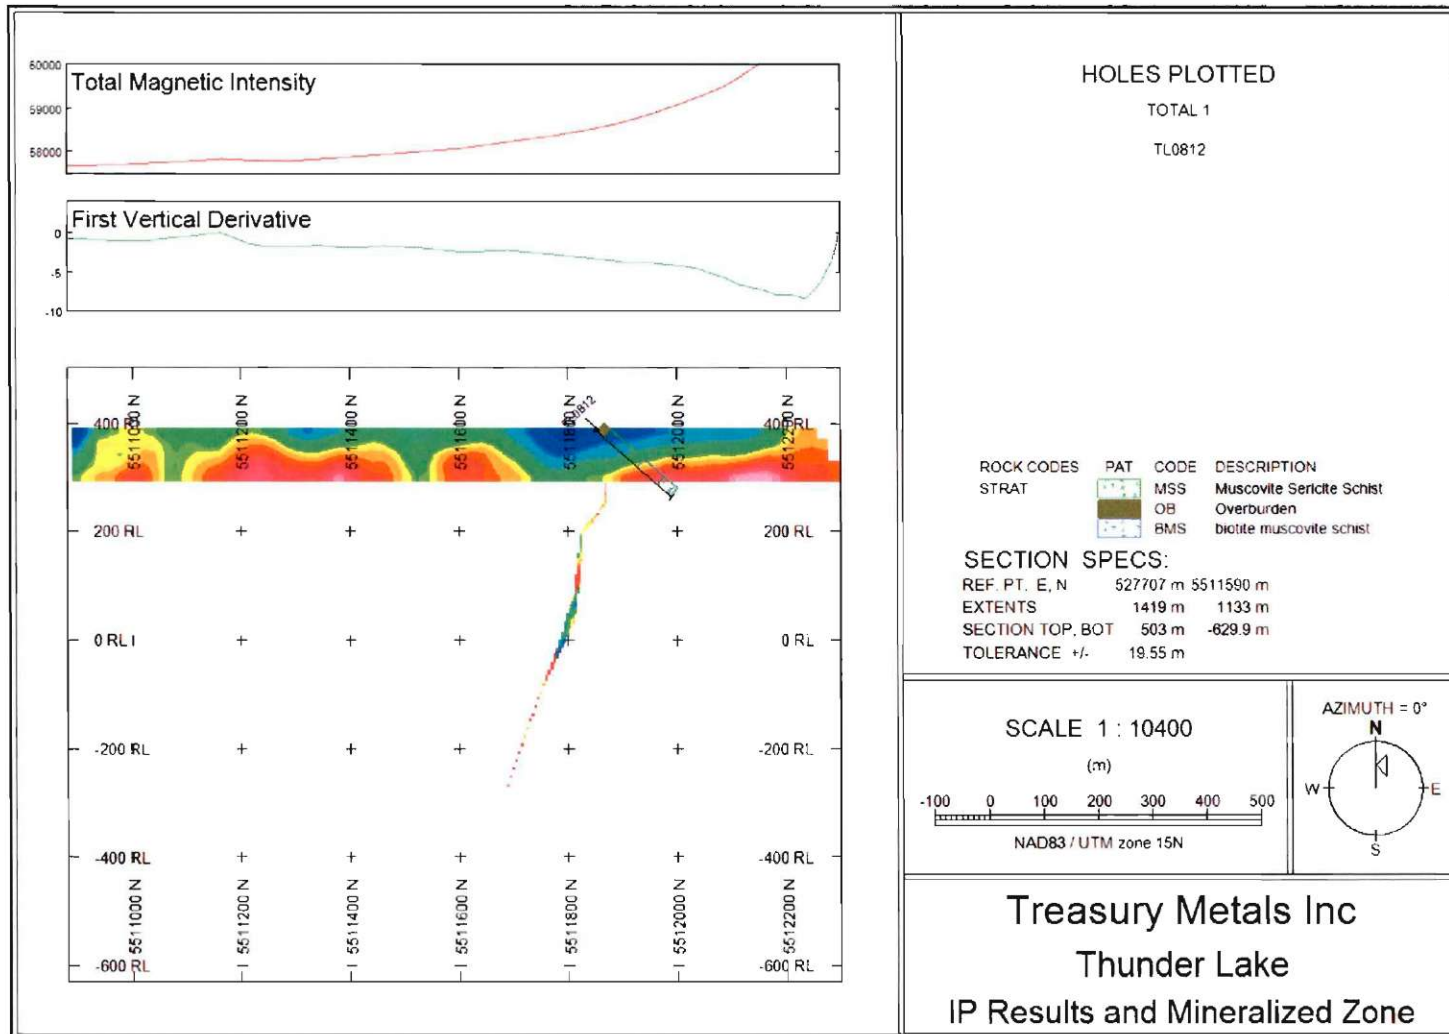 Total Magnetic Intensity
60000
59000
58000
First Vertical Derivative
0
-5
-10
5511000 N
5511200 N
5511400 N
5511600 N
5511800 N
5512000 N
5512200 N
400 RL
400 RL
200 RL
200 RL
0 RL
0 RL
-200 RL
-200 RL
-400 RL
-400 RL
-600 RL
-600 RL
5511000 N
5511200 N
5511400 N
5511600 N
5511800 N
5512000 N
5512200 N
HOLES PLOTTED
TOTAL 1
TL0812
ROCK CODES PAT CODE DESCRIPTION
STRAT MSS Muscovite Sericite Schist
OB Overburden
BMS biotite muscovite schist
SECTION SPECS:
REF. PT. E, N 527707 m 5511590 m
EXTENTS 1419 m 1133 m
SECTION TOP, BOT 503 m -629.9 m
TOLERANCE +/- 19.55 m
SCALE 1 : 10400
(m)
-100 0 100 200 300 400 500
NAD83 / UTM zone 15N
AZIMUTH = 0°
N
W E
S
Treasury Metals Inc
Thunder Lake
IP Results and Mineralized Zone